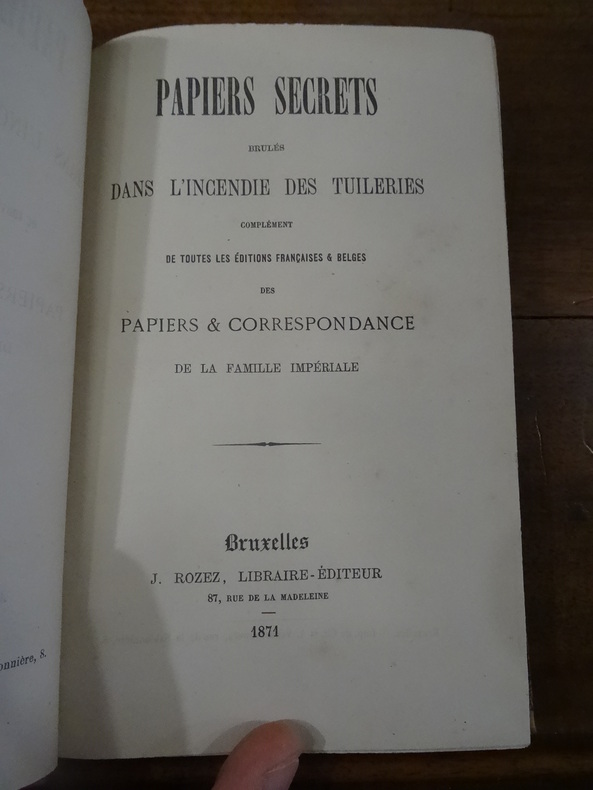 PAPIERS SECRETS
BRULÉS
DANS L'INCENDIE DES TUILERIES
COMPLÉMENT
DE TOUTES LES ÉDITIONS FRANÇAISES & BELGES
DES
PAPIERS & CORRESPONDANCE
DE LA FAMILLE IMPÉRIALE
Bruxelles
J. ROZEZ, LIBRAIRE-ÉDITEUR
87, RUE DE LA MADELEINE
1871